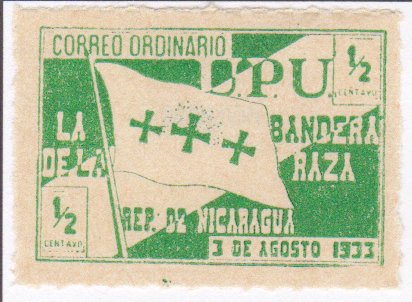 CORREO ORDINARIO
U.P.U.
½
CENTAVO
LA BANDERA
DE LA RAZA
½
CENTAVO
REP. DE NICARAGUA
3 DE AGOSTO 1933